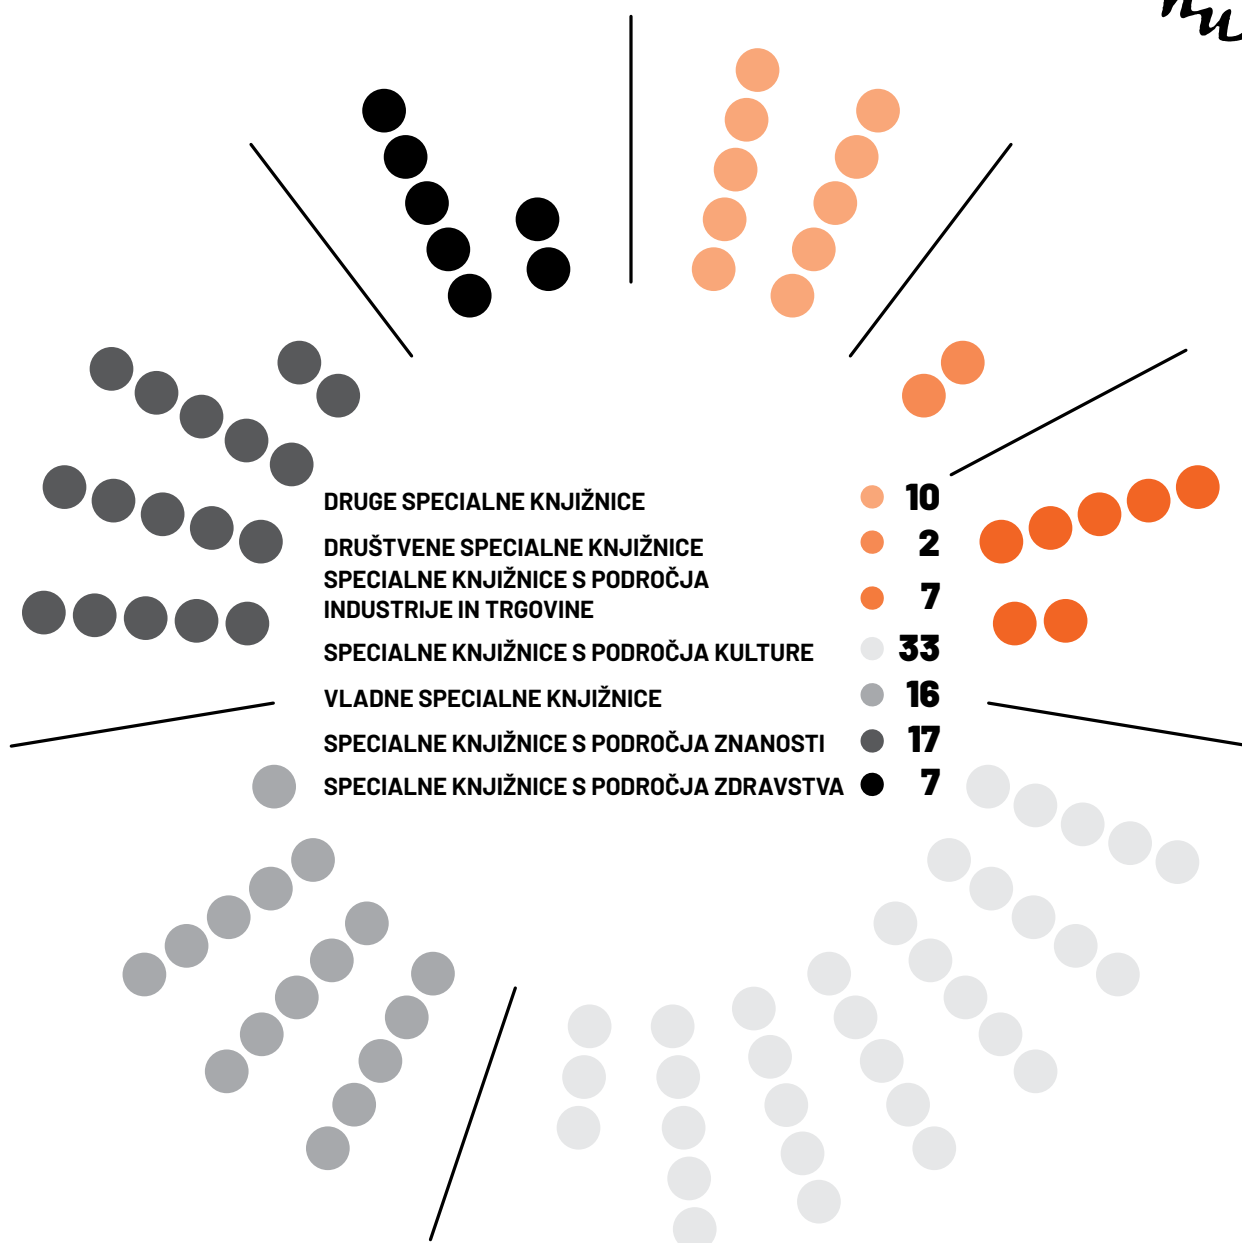 DRUGE SPECIALNE KNJIŽNICE 10
DRUŠTVENE SPECIALNE KNJIŽNICE 2
SPECIALNE KNJIŽNICE S PODROČJA
INDUSTRIJE IN TRGOVINE 7
SPECIALNE KNJIŽNICE S PODROČJA KULTURE 33
VLADNE SPECIALNE KNJIŽNICE 16
SPECIALNE KNJIŽNICE S PODROČJA ZNANOSTI 17
SPECIALNE KNJIŽNICE S PODROČJA ZDRAVSTVA 7